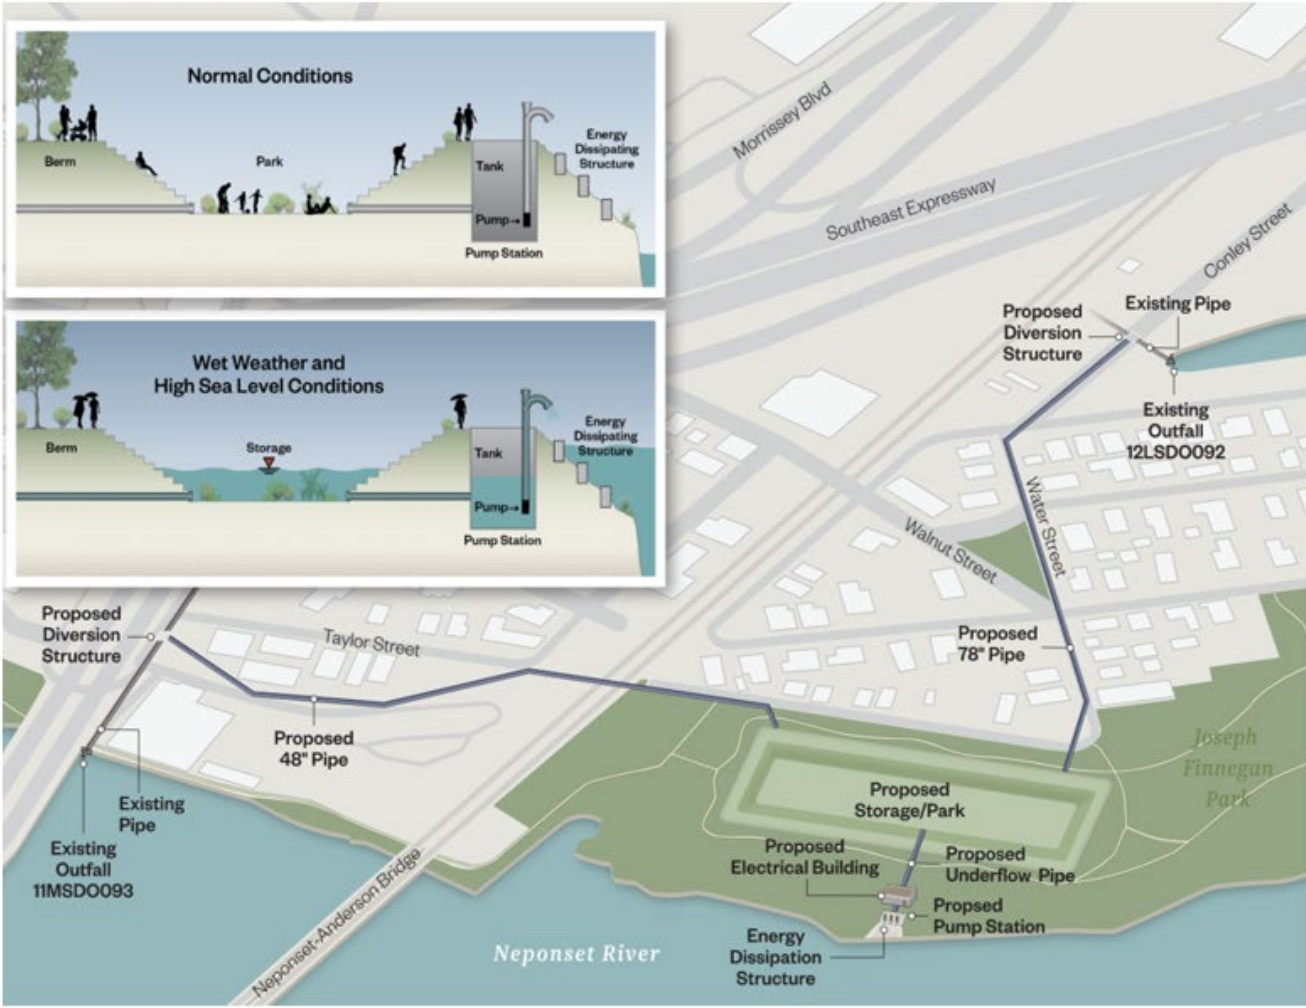 Normal Conditions
Berm
Park
Tank
Pump→
Pump Station
Energy
Dissipating
Structure
Wet Weather and
High Sea Level Conditions
Berm
Storage
Tank
Pump→
Pump Station
Energy
Dissipating
Structure
Morrissey Blvd
Southeast Expressway
Conley Street
Proposed
Diversion
Structure
Existing Pipe
Existing
Outfall
12LSDO092
Water Street
Walnut Street
Proposed
78" Pipe
Proposed
Diversion
Structure
Taylor Street
Proposed
48" Pipe
Existing
Pipe
Existing
Outfall
11MSDO093
Neponset-Anderson Bridge
Joseph
Finnegan
Park
Proposed
Storage/Park
Proposed
Electrical Building
Proposed
Underflow Pipe
Propsed
Pump Station
Energy
Dissipation
Structure
Neponset River